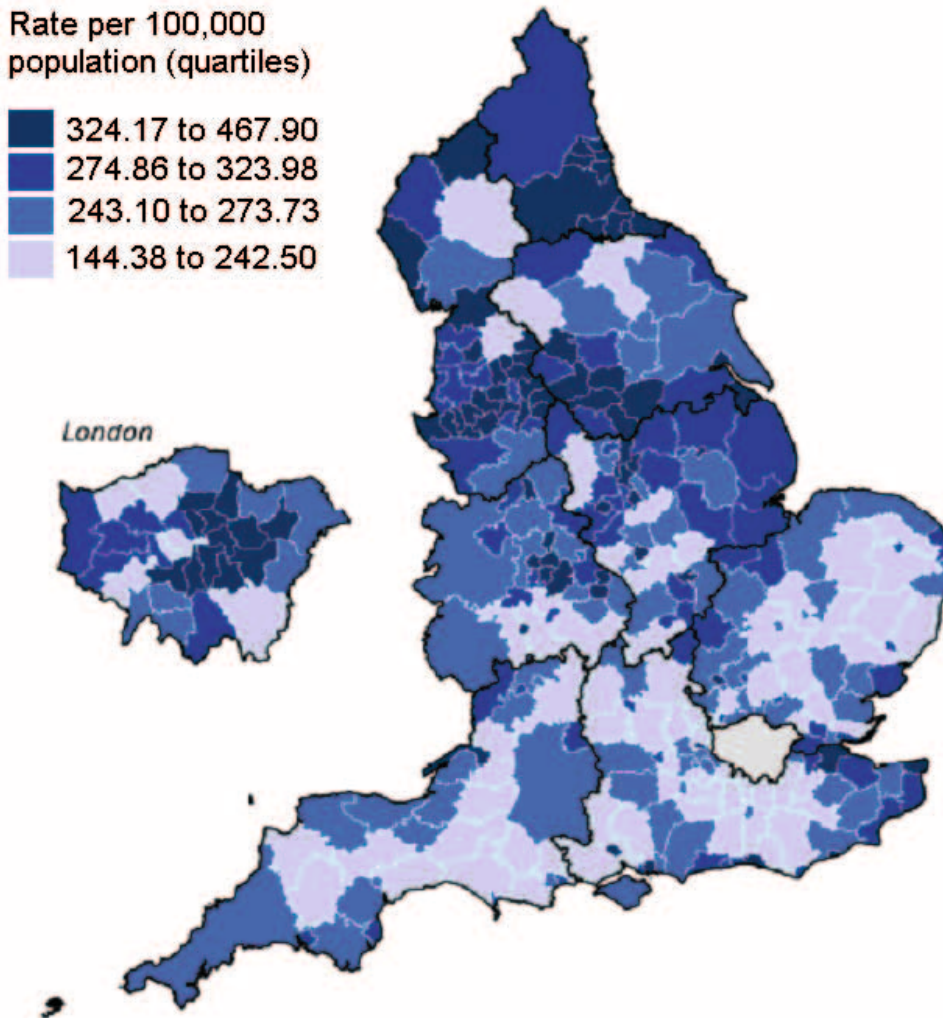 Rate per 100,000
population (quartiles)
324.17 to 467.90
274.86 to 323.98
243.10 to 273.73
144.38 to 242.50
London